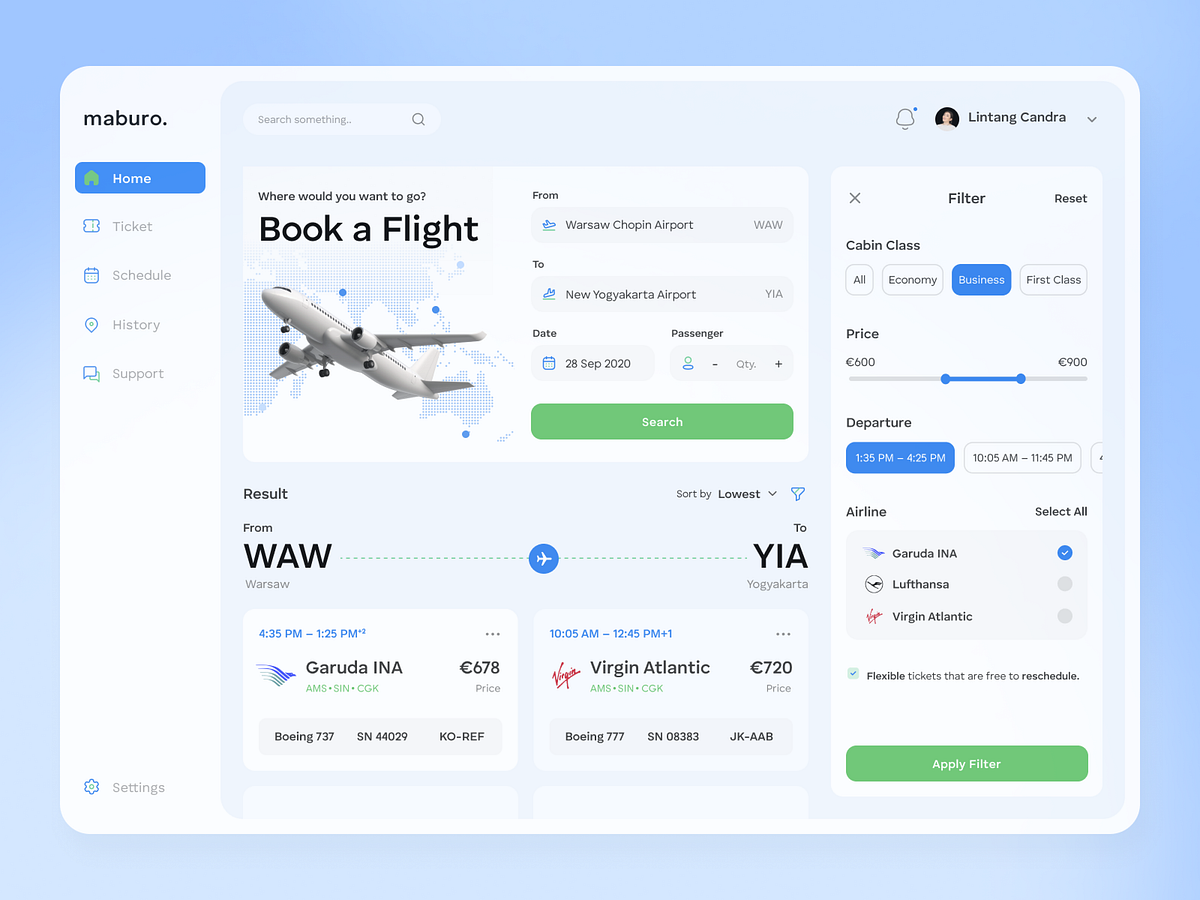 maburo.
Home
Ticket
Schedule
History
Support
Settings
Search something..
Lintang Candra
Where would you want to go?
Book a Flight
From
Warsaw Chopin Airport WAW
To
New Yogyakarta Airport YIA
Date Passenger
28 Sep 2020 - Qty. +
Search
Result
Sort by Lowest
From To
WAW YIA
Warsaw Yogyakarta
4:35 PM – 1:25 PM⁺²
Garuda INA €678
AMS • SIN • CGK Price
Boeing 737 SN 44029 KO-REF
10:05 AM – 12:45 PM+1
Virgin
Virgin Atlantic €720
AMS • SIN • CGK Price
Boeing 777 SN 08383 JK-AAB
Filter Reset
Cabin Class
All Economy Business First Class
Price
€600 €900
Departure
1:35 PM – 4:25 PM 10:05 AM – 11:45 PM
Airline Select All
Garuda INA
Lufthansa
Virgin Virgin Atlantic
Flexible tickets that are free to reschedule.
Apply Filter